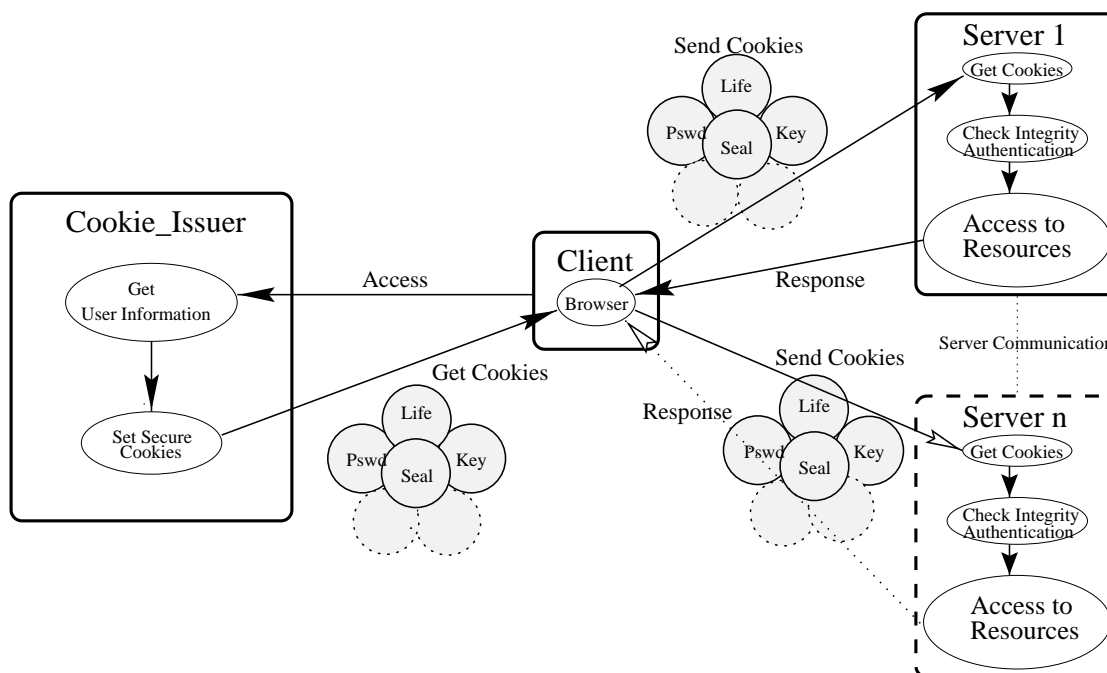 Send Cookies
Life
Pswd
Key
Seal
Server 1
Get Cookies
Check Integrity
Authentication
Access to
Resources
Cookie_Issuer
Get
User Information
Set Secure
Cookies
Access
Client
Browser
Response
Get Cookies
Life
Pswd
Key
Seal
Server Communication
Send Cookies
Response
Life
Pswd
Key
Seal
Server n
Get Cookies
Check Integrity
Authentication
Access to
Resources